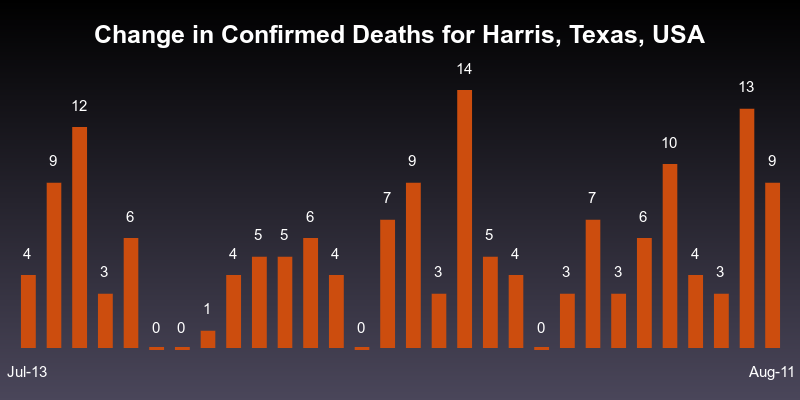 Change in Confirmed Deaths for Harris, Texas, USA
4 9 12 3 6 0 0 1 4 5 5 6 4 0 7 9 3 14 5 4 0 3 7 3 6 10 4 3 13 9
Jul-13 Aug-11